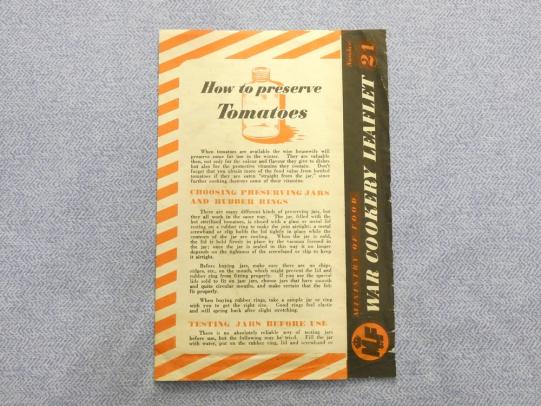 How to preserve
Tomatoes
When tomatoes are available the wise housewife will
preserve some for use in the winter. They are valuable
then, not only for the colour and flavour they give to dishes
but also for the protective vitamins they contain. Don't
forget that you obtain more of the food value from bottled
tomatoes if they are eaten "straight from the jar," since
further cooking destroys some of their vitamins.
CHOOSING PRESERVING JARS
AND RUBBER RINGS
There are many different kinds of preserving jars, but
they all work in the same way. The jar, filled with the
hot sterilised tomatoes, is closed with a glass or metal lid
resting on a rubber ring to make the join airtight; a metal
screwband or clip holds the lid tightly in place while the
contents of the jar are cooling. When the jar is cold,
the lid is held firmly in place by the vacuum formed in
the jar; once the jar is sealed in this way it no longer
depends on the tightness of the screwband or clip to keep
it airtight.
Before buying jars, make sure there are no chips,
ridges, etc., on the mouth, which might prevent the lid and
rubber ring from fitting properly. If you use the special
lids sold to fit on jam jars, choose jars that have smooth
and quite circular mouths, and make certain that the lids
fit properly.
When buying rubber rings, take a sample jar or ring
with you to get the right size. Good rings feel elastic
and will spring back after slight stretching.
TESTING JARS BEFORE USE
There is no absolutely reliable way of testing jars
before use, but the following may be tried. Fill the jar
with water, put on the rubber ring, lid and screwband or
MINISTRY OF FOOD
WAR COOKERY LEAFLET
Number
21
MF